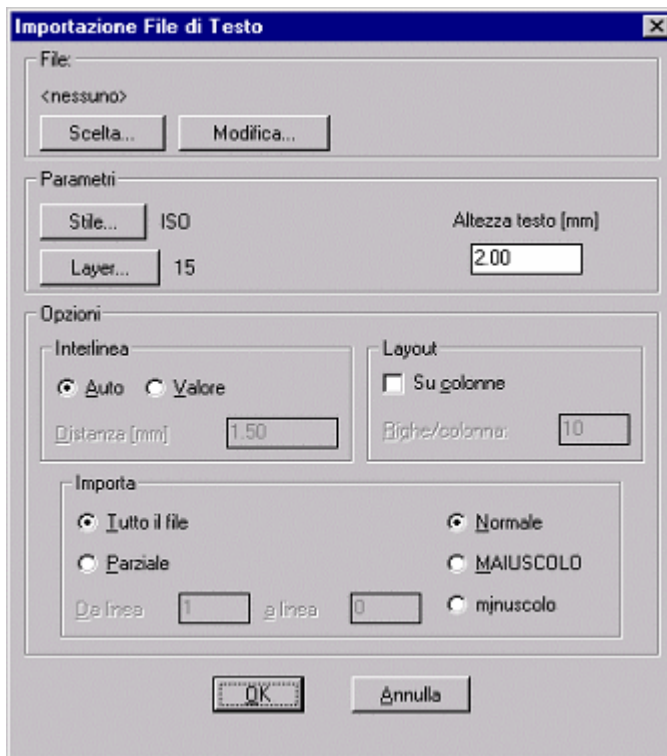 Importazione File di Testo
File:
<nessuno>
Scelta... Modifica...
Parametri
Stile... ISO Altezza testo [mm]
Layer... 15 2.00
Opzioni
Interlinea Layout
Auto Valore Su colonne
Distanza [mm] 1.50 Righe/colonna: 10
Importa
Tutto il file Normale
Parziale MAIUSCOLO
Da linea 1 a linea 0 minuscolo
OK Annulla